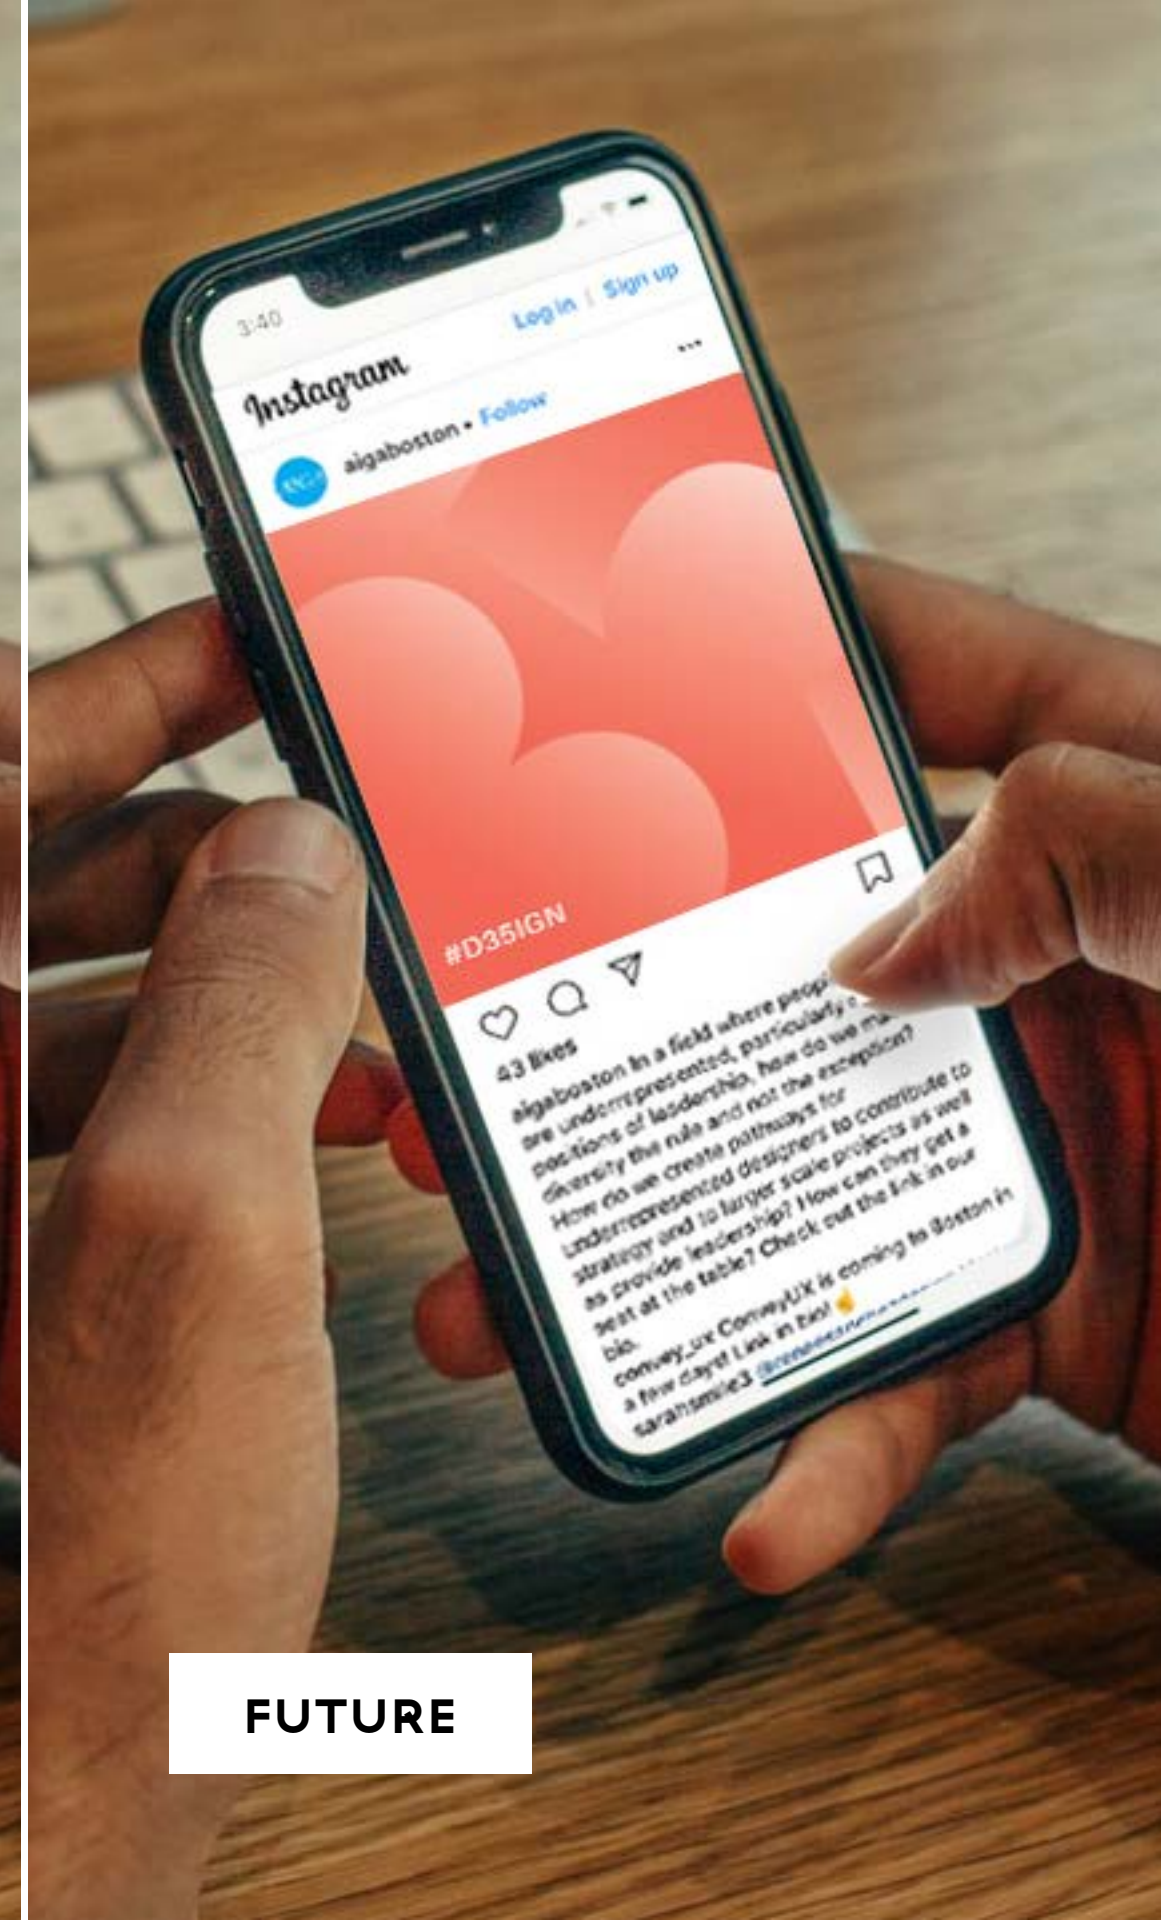 3:40
Log in | Sign up
Instagram
...
aigaboston • Follow
#D35IGN
43 likes
aigaboston In a field where
are underrepresented, particularly
positions of leadership, how do we
diversity the rule and not the exception?
How do we create pathways for
underrepresented designers to contribute to
strategy and to larger scale projects as well
as provide leadership? How can they get a
seat at the table? Check out the link in our
bio.
convey_ux ConveyUX is coming to Boston in
a few days! Link in bio! ☝
sarahsmile3
FUTURE